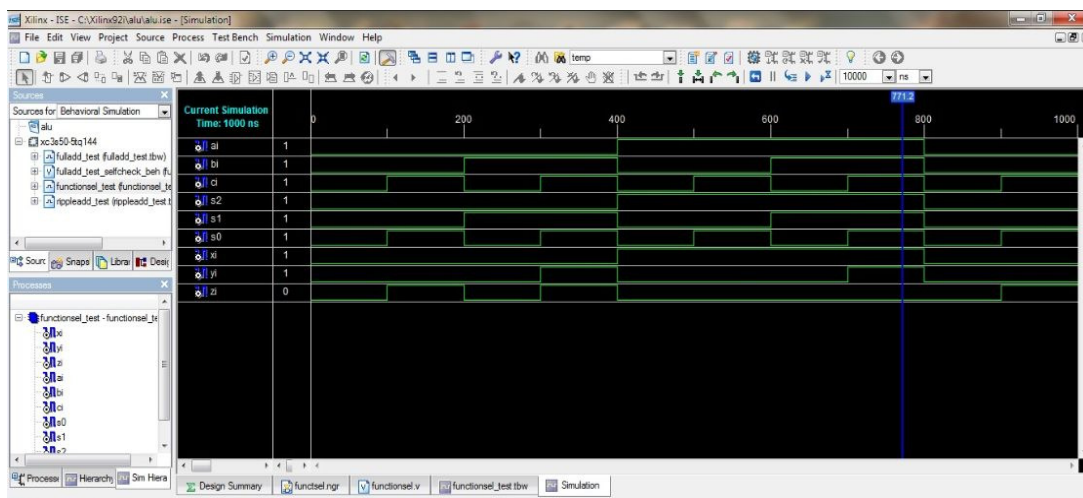 Xilinx - ISE - C:\Xilinx92i\alu\alu.ise - [Simulation]
File Edit View Project Source Process Test Bench Simulation Window Help
temp
10000 ns
Sources
Sources for: Behavioral Simulation
alu
xc3s50-5tq144
fulladd_test (fulladd_test.tbw)
fulladd_test_selfcheck_beh (fu
functionsel_test (functionsel_te
rippleadd_test (rippleadd_test.t
Sourc Snaps Librai Desig
Processes
functionsel_test - functionsel_te
xi
yi
zi
ai
bi
ci
s0
s1
Processe Hierarchy Sim Hiera
Current Simulation
Time: 1000 ns
771.2
0 200 400 600 800 1000
ai 1
bi 1
ci 1
s2 1
s1 1
s0 1
xi 1
yi 1
zi 0
Design Summary functsel.ngr functionsel.v functionsel_test.tbw Simulation